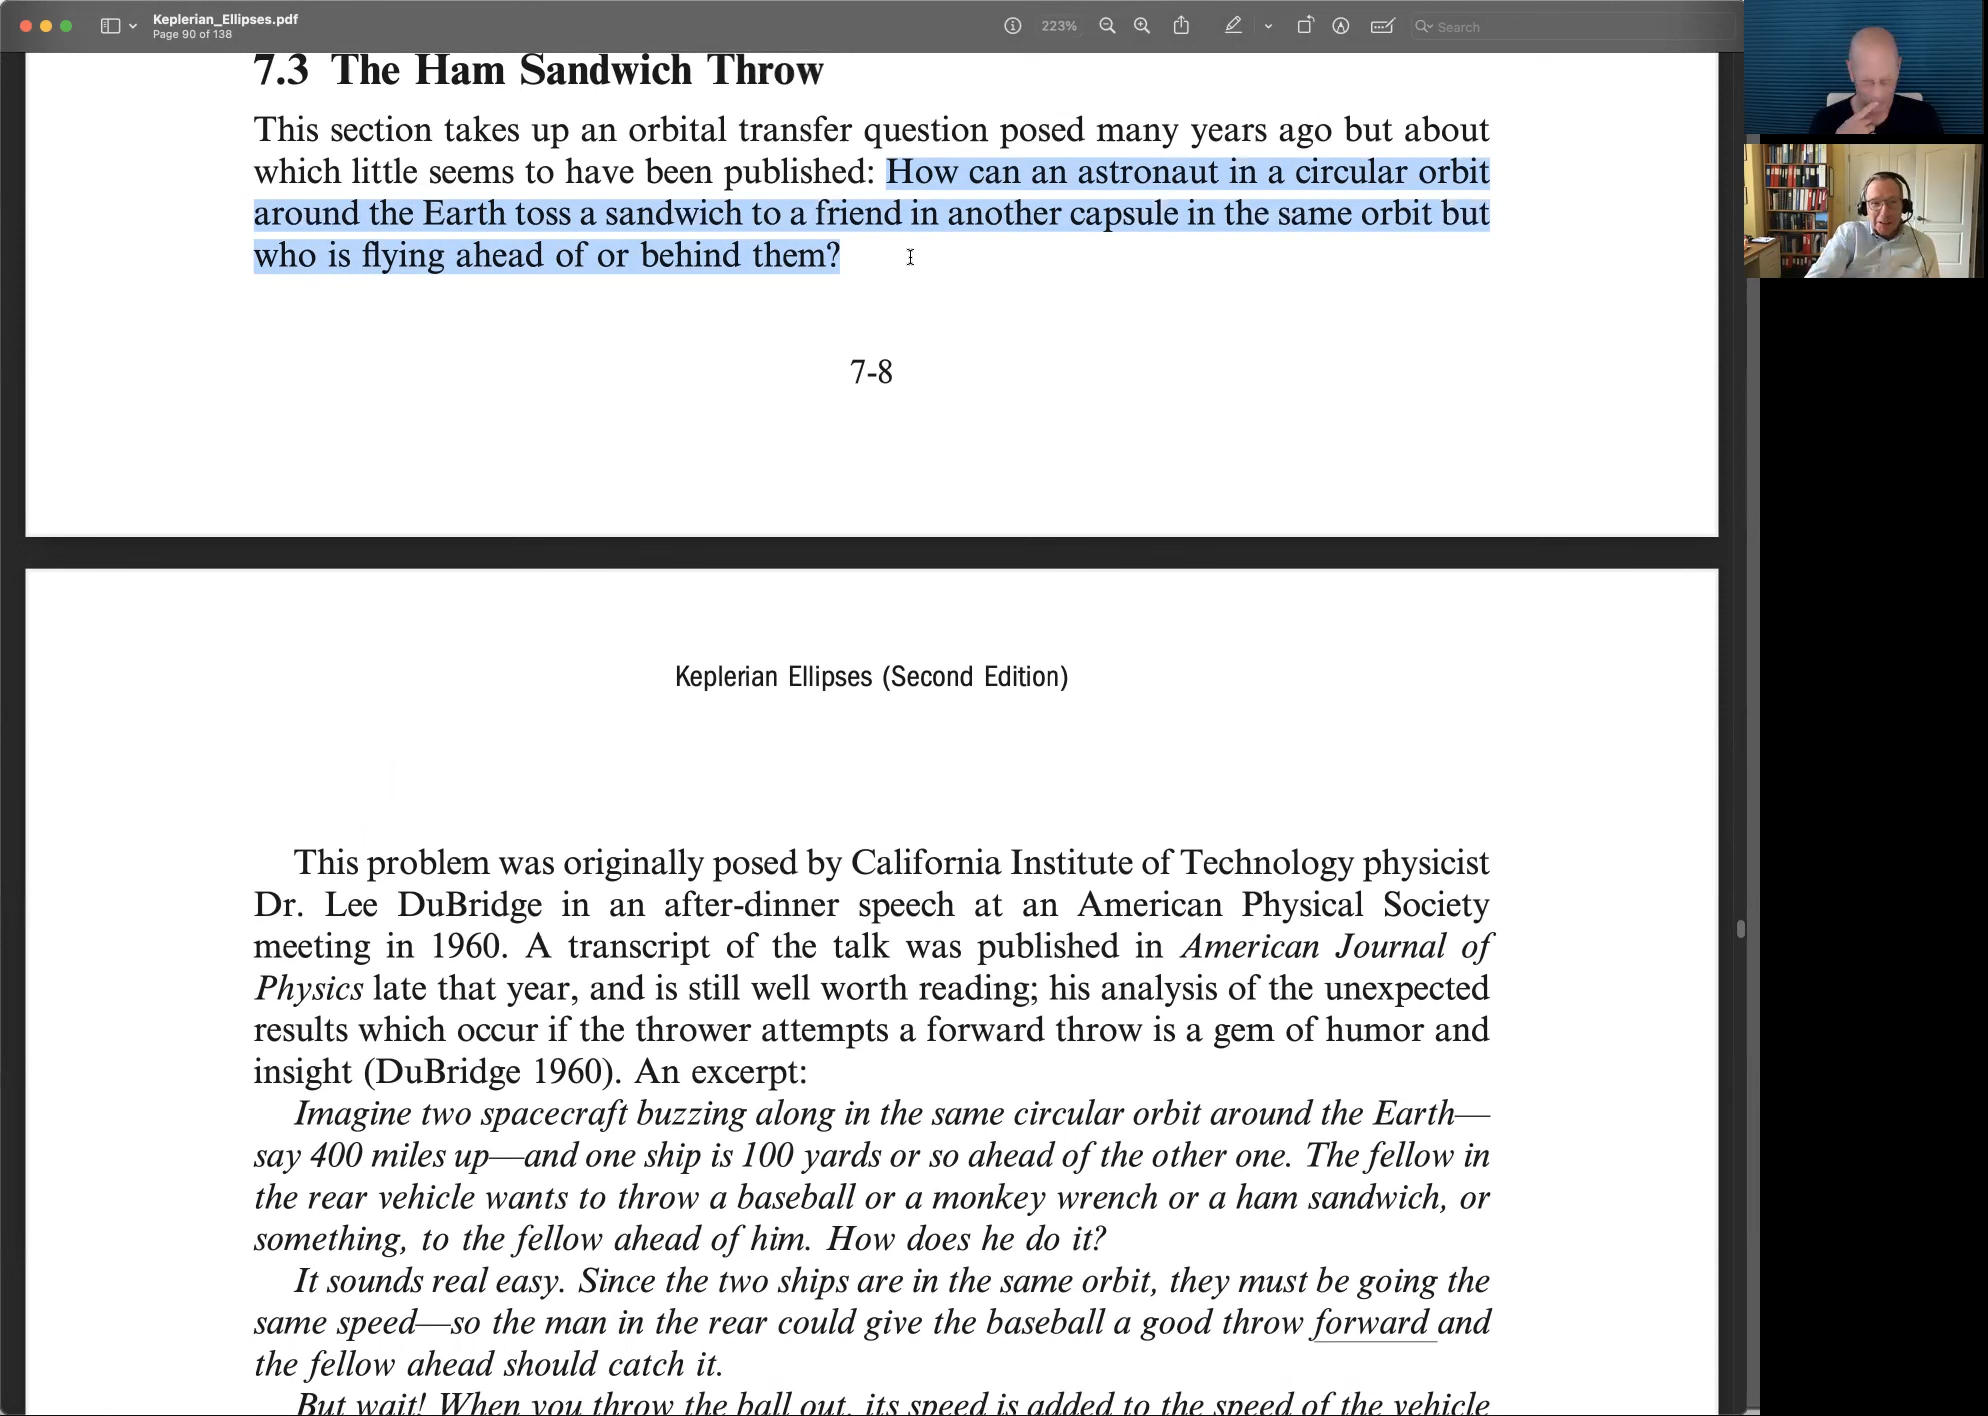 Keplerian_Ellipses.pdf
Page 90 of 138
223%
Search
7.3 The Ham Sandwich Throw
This section takes up an orbital transfer question posed many years ago but about
which little seems to have been published: How can an astronaut in a circular orbit
around the Earth toss a sandwich to a friend in another capsule in the same orbit but
who is flying ahead of or behind them?
7-8
Keplerian Ellipses (Second Edition)
This problem was originally posed by California Institute of Technology physicist
Dr. Lee DuBridge in an after-dinner speech at an American Physical Society
meeting in 1960. A transcript of the talk was published in American Journal of
Physics late that year, and is still well worth reading; his analysis of the unexpected
results which occur if the thrower attempts a forward throw is a gem of humor and
insight (DuBridge 1960). An excerpt:
Imagine two spacecraft buzzing along in the same circular orbit around the Earth—
say 400 miles up—and one ship is 100 yards or so ahead of the other one. The fellow in
the rear vehicle wants to throw a baseball or a monkey wrench or a ham sandwich, or
something, to the fellow ahead of him. How does he do it?
It sounds real easy. Since the two ships are in the same orbit, they must be going the
same speed—so the man in the rear could give the baseball a good throw forward and
the fellow ahead should catch it.
But wait! When you throw the ball out, its speed is added to the speed of the vehicle